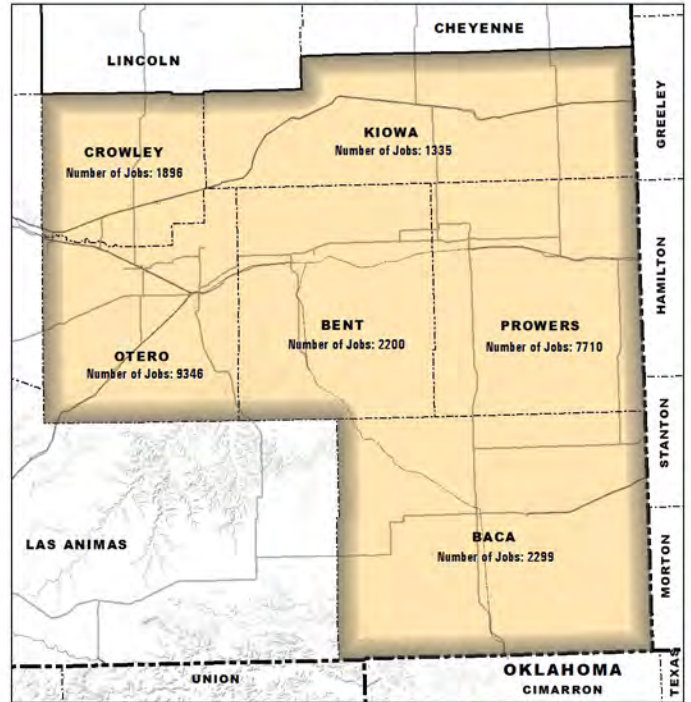 CHEYENNE
LINCOLN
GREELEY
KIOWA
Number of Jobs: 1335
CROWLEY
Number of Jobs: 1896
HAMILTON
BENT
Number of Jobs: 2200
PROWERS
Number of Jobs: 7710
OTERO
Number of Jobs: 9346
STANTON
LAS ANIMAS
BACA
Number of Jobs: 2299
MORTON
UNION
OKLAHOMA
CIMARRON
TEXAS